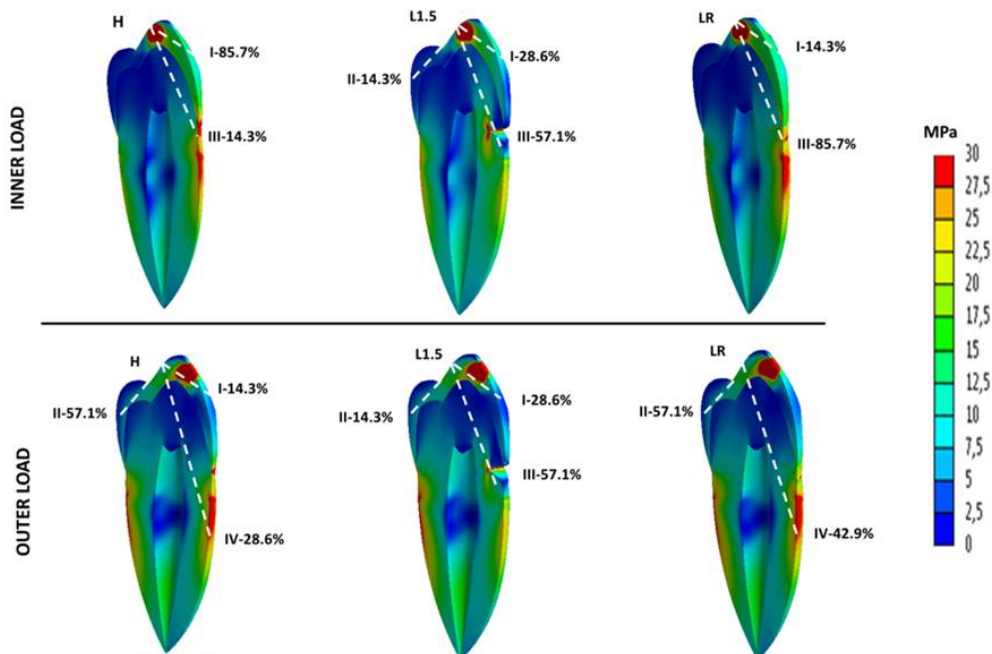 H
L1.5
LR
I-85.7%
I-28.6%
I-14.3%
II-14.3%
III-14.3%
III-57.1%
III-85.7%
INNER LOAD
MPa
30
27,5
25
22,5
20
17,5
15
12,5
10
7,5
5
2,5
0
H
L1.5
LR
I-14.3%
I-28.6%
II-57.1%
II-14.3%
II-57.1%
III-57.1%
IV-28.6%
IV-42.9%
OUTER LOAD